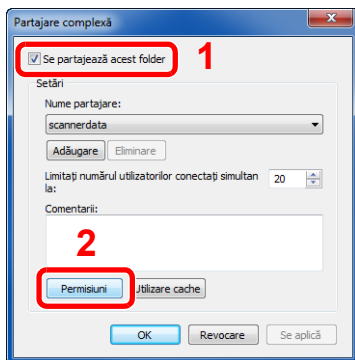 Partajare complexă
Se partajează acest folder
1
Setări
Nume partajare:
scannerdata
Adăugare Eliminare
Limitați numărul utilizatorilor conectați simultan
la:
20
Comentarii:
2
Permisiuni Utilizare cache
OK Revocare Se aplică